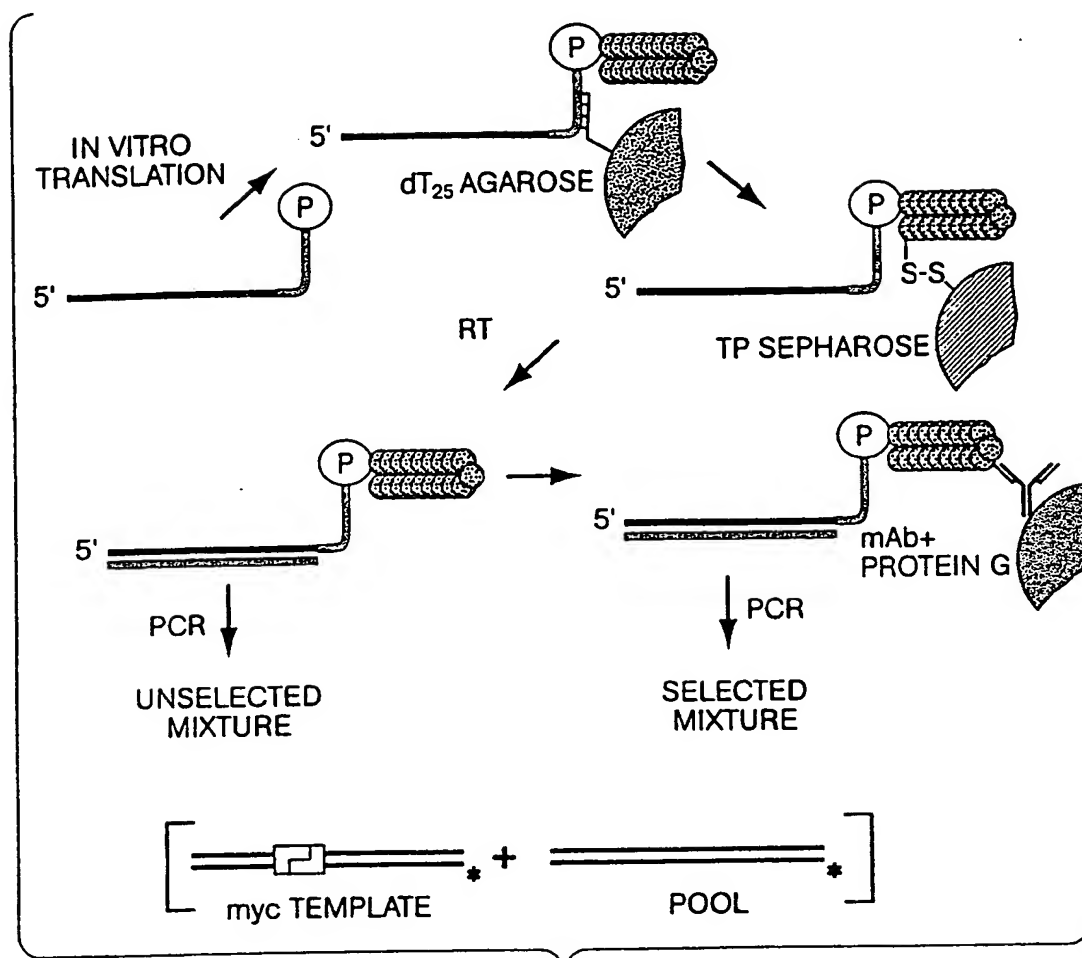 P
5'
dT25 AGAROSE
IN VITRO
TRANSLATION
P
5'
P
S-S
5'
TP SEPHAROSE
RT
P
5'
P
5'
mAb+
PROTEIN G
PCR
PCR
UNSELECTED
MIXTURE
SELECTED
MIXTURE
* + *
myc TEMPLATE
POOL